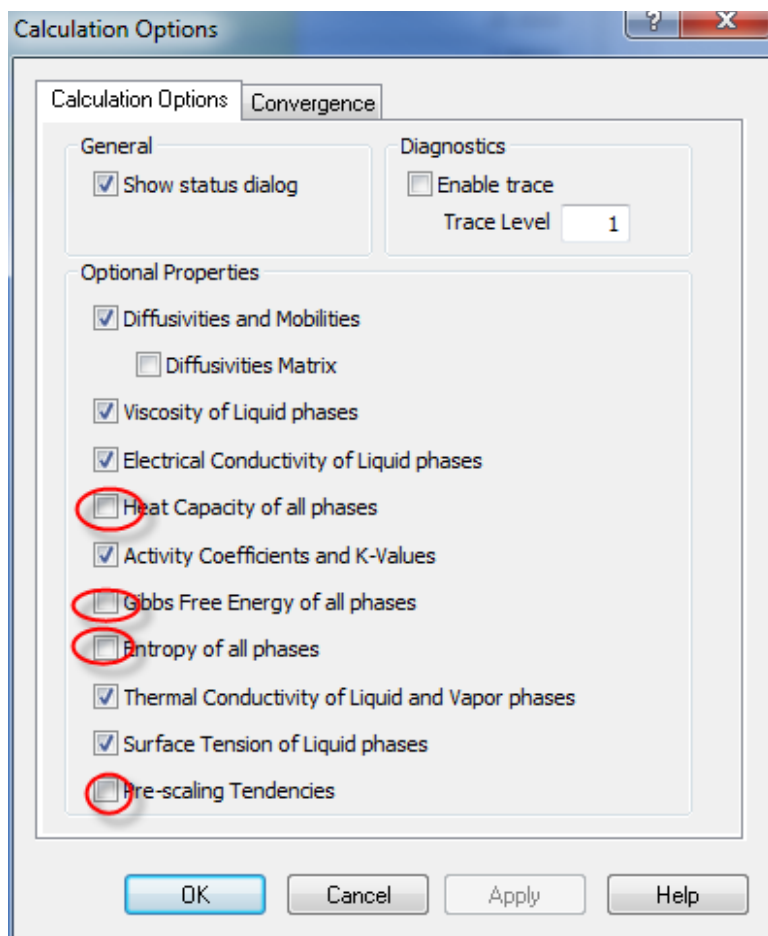 Calculation Options
?
X
Calculation Options
Convergence
General
Show status dialog
Diagnostics
Enable trace
Trace Level 1
Optional Properties
Diffusivities and Mobilities
Diffusivities Matrix
Viscosity of Liquid phases
Electrical Conductivity of Liquid phases
Heat Capacity of all phases
Activity Coefficients and K-Values
Gibbs Free Energy of all phases
Entropy of all phases
Thermal Conductivity of Liquid and Vapor phases
Surface Tension of Liquid phases
Pre-scaling Tendencies
OK Cancel Apply Help